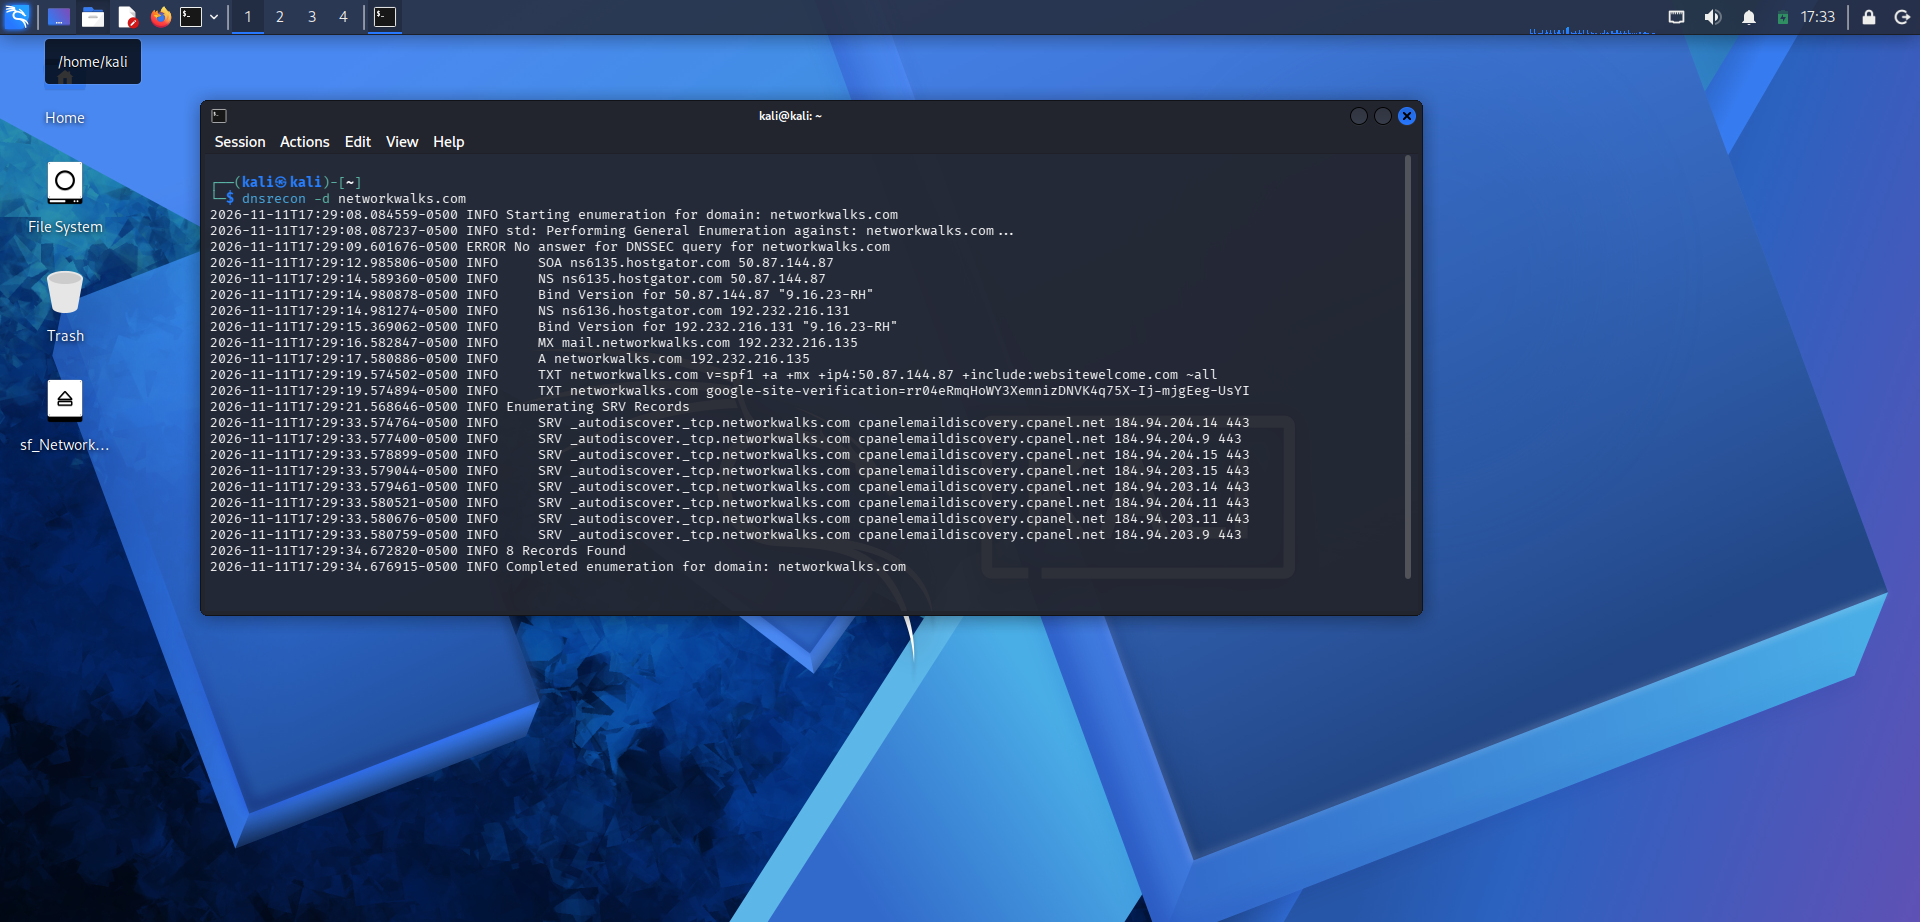 1 2 3 4 17:33
/home/kali
Home
File System
Trash
sf_Network...
kali@kali: ~
Session Actions Edit View Help
┌──(kali㉿kali)-[~]
└─$ dnsrecon -d networkwalks.com
2026-11-11T17:29:08.084559-0500 INFO Starting enumeration for domain: networkwalks.com
2026-11-11T17:29:08.087237-0500 INFO std: Performing General Enumeration against: networkwalks.com...
2026-11-11T17:29:09.601676-0500 ERROR No answer for DNSSEC query for networkwalks.com
2026-11-11T17:29:12.985806-0500 INFO     SOA ns6135.hostgator.com 50.87.144.87
2026-11-11T17:29:14.589360-0500 INFO     NS ns6135.hostgator.com 50.87.144.87
2026-11-11T17:29:14.980878-0500 INFO     Bind Version for 50.87.144.87 "9.16.23-RH"
2026-11-11T17:29:14.981274-0500 INFO     NS ns6136.hostgator.com 192.232.216.131
2026-11-11T17:29:15.369062-0500 INFO     Bind Version for 192.232.216.131 "9.16.23-RH"
2026-11-11T17:29:16.582847-0500 INFO     MX mail.networkwalks.com 192.232.216.135
2026-11-11T17:29:17.580886-0500 INFO     A networkwalks.com 192.232.216.135
2026-11-11T17:29:19.574502-0500 INFO     TXT networkwalks.com v=spf1 +a +mx +ip4:50.87.144.87 +include:websitewelcome.com ~all
2026-11-11T17:29:19.574894-0500 INFO     TXT networkwalks.com google-site-verification=rr04eRmqHoWY3XemnizDNVK4q75X-Ij-mjgEeg-UsYI
2026-11-11T17:29:21.568646-0500 INFO Enumerating SRV Records
2026-11-11T17:29:33.574764-0500 INFO     SRV _autodiscover._tcp.networkwalks.com cpanelemaildiscovery.cpanel.net 184.94.204.14 443
2026-11-11T17:29:33.577400-0500 INFO     SRV _autodiscover._tcp.networkwalks.com cpanelemaildiscovery.cpanel.net 184.94.204.9 443
2026-11-11T17:29:33.578899-0500 INFO     SRV _autodiscover._tcp.networkwalks.com cpanelemaildiscovery.cpanel.net 184.94.204.15 443
2026-11-11T17:29:33.579044-0500 INFO     SRV _autodiscover._tcp.networkwalks.com cpanelemaildiscovery.cpanel.net 184.94.203.15 443
2026-11-11T17:29:33.579461-0500 INFO     SRV _autodiscover._tcp.networkwalks.com cpanelemaildiscovery.cpanel.net 184.94.203.14 443
2026-11-11T17:29:33.580521-0500 INFO     SRV _autodiscover._tcp.networkwalks.com cpanelemaildiscovery.cpanel.net 184.94.204.11 443
2026-11-11T17:29:33.580676-0500 INFO     SRV _autodiscover._tcp.networkwalks.com cpanelemaildiscovery.cpanel.net 184.94.203.11 443
2026-11-11T17:29:33.580759-0500 INFO     SRV _autodiscover._tcp.networkwalks.com cpanelemaildiscovery.cpanel.net 184.94.203.9 443
2026-11-11T17:29:34.672820-0500 INFO 8 Records Found
2026-11-11T17:29:34.676915-0500 INFO Completed enumeration for domain: networkwalks.com